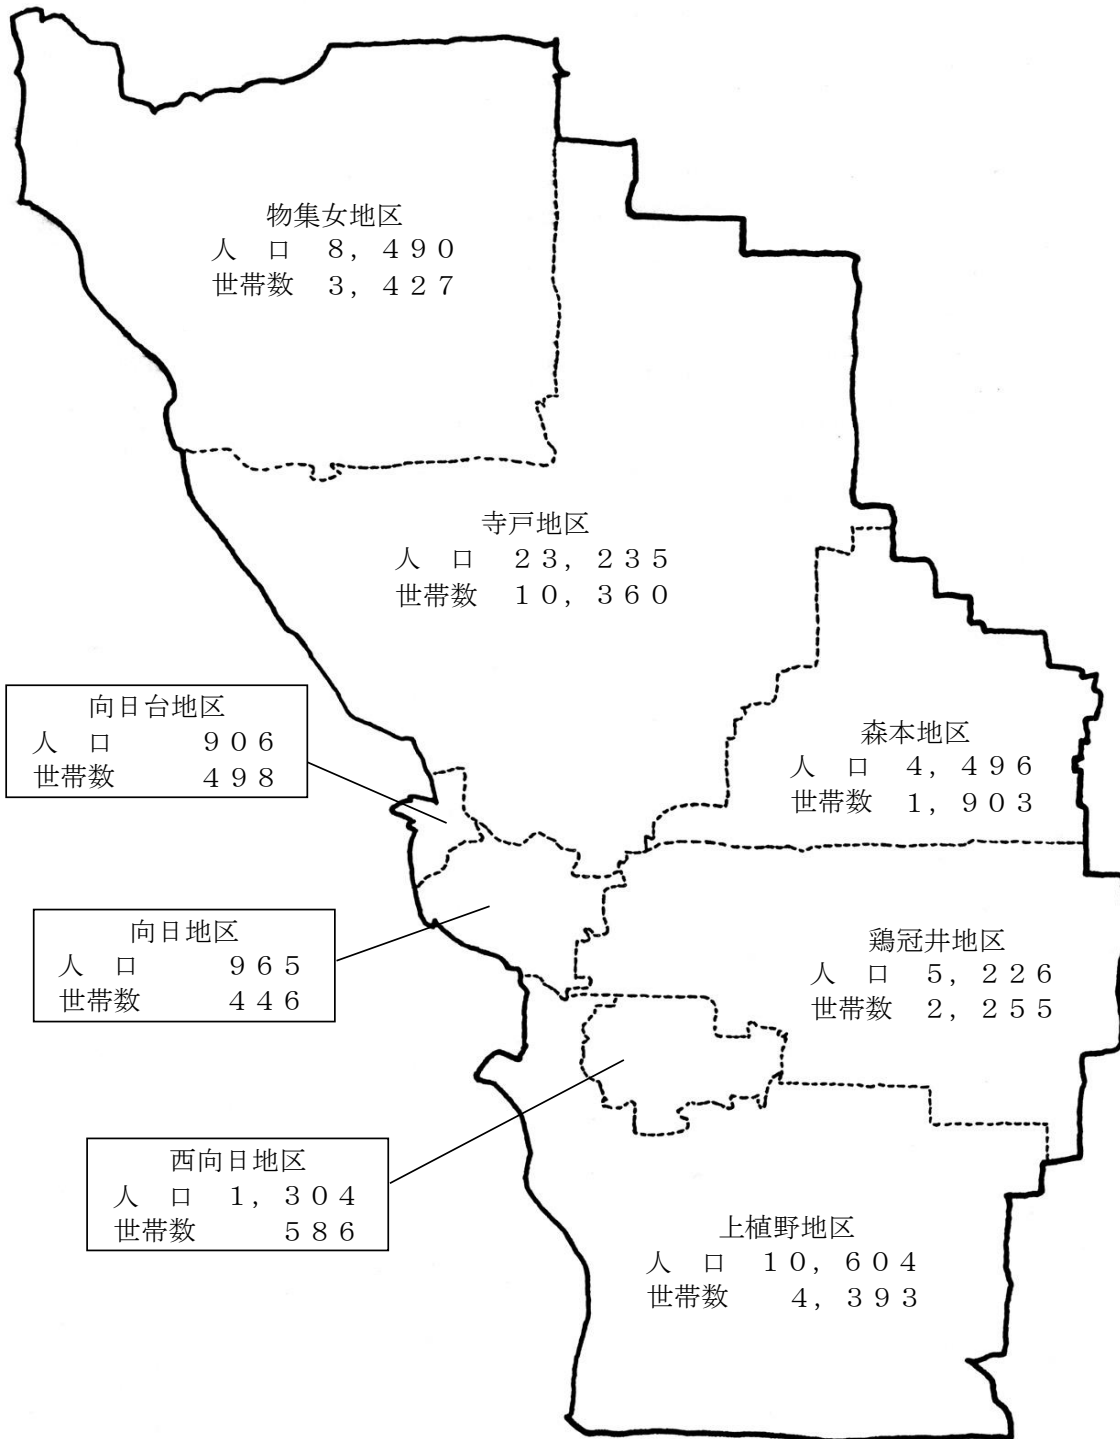 物集女地区
人　口　８，４９０
世帯数　３，４２７
寺戸地区
人　口　２３，２３５
世帯数　１０，３６０
向日台地区
人　口　　９０６
世帯数　　４９８
森本地区
人　口　４，４９６
世帯数　１，９０３
向日地区
人　口　　９６５
世帯数　　４４６
鶏冠井地区
人　口　５，２２６
世帯数　２，２５５
西向日地区
人　口　１，３０４
世帯数　　５８６
上植野地区
人　口　１０，６０４
世帯数　４，３９３